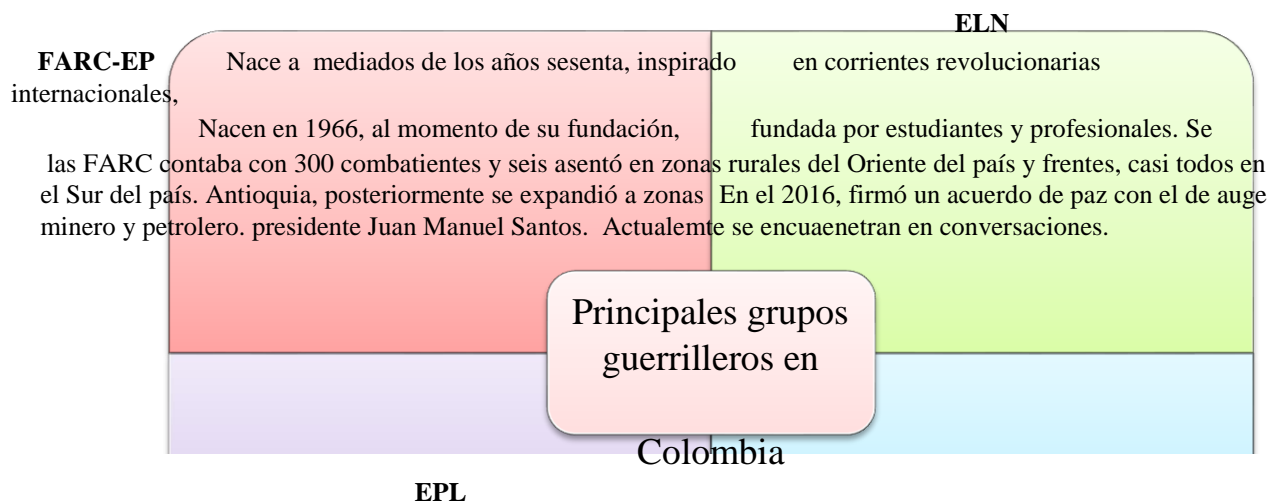 ELN
FARC-EP Nace a mediados de los años sesenta, inspirado en corrientes revolucionarias
internacionales,
Nacen en 1966, al momento de su fundación, fundada por estudiantes y profesionales. Se
las FARC contaba con 300 combatientes y seis asentó en zonas rurales del Oriente del país y frentes, casi todos en
el Sur del país. Antioquia, posteriormente se expandió a zonas En el 2016, firmó un acuerdo de paz con el de auge
minero y petrolero. presidente Juan Manuel Santos. Actualemte se encuaenetran en conversaciones.
Principales grupos
guerrilleros en
Colombia
EPL